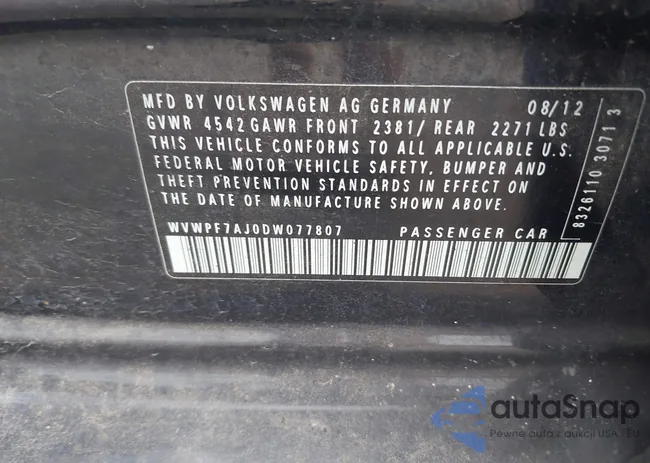 MFD BY VOLKSWAGEN AG GERMANY 08/12
GVWR 4542 GAWR FRONT 2381/ REAR 2271 LBS
THIS VEHICLE CONFORMS TO ALL APPLICABLE U.S.
FEDERAL MOTOR VEHICLE SAFETY, BUMPER AND
THEFT PREVENTION STANDARDS IN EFFECT ON
THE DATE OF MANUFACTURE SHOWN ABOVE.
WVWPF7AJ0DW077807 PASSENGER CAR
8326110 3071 3
autaSnap
Pewne auta z aukcji USA i EU